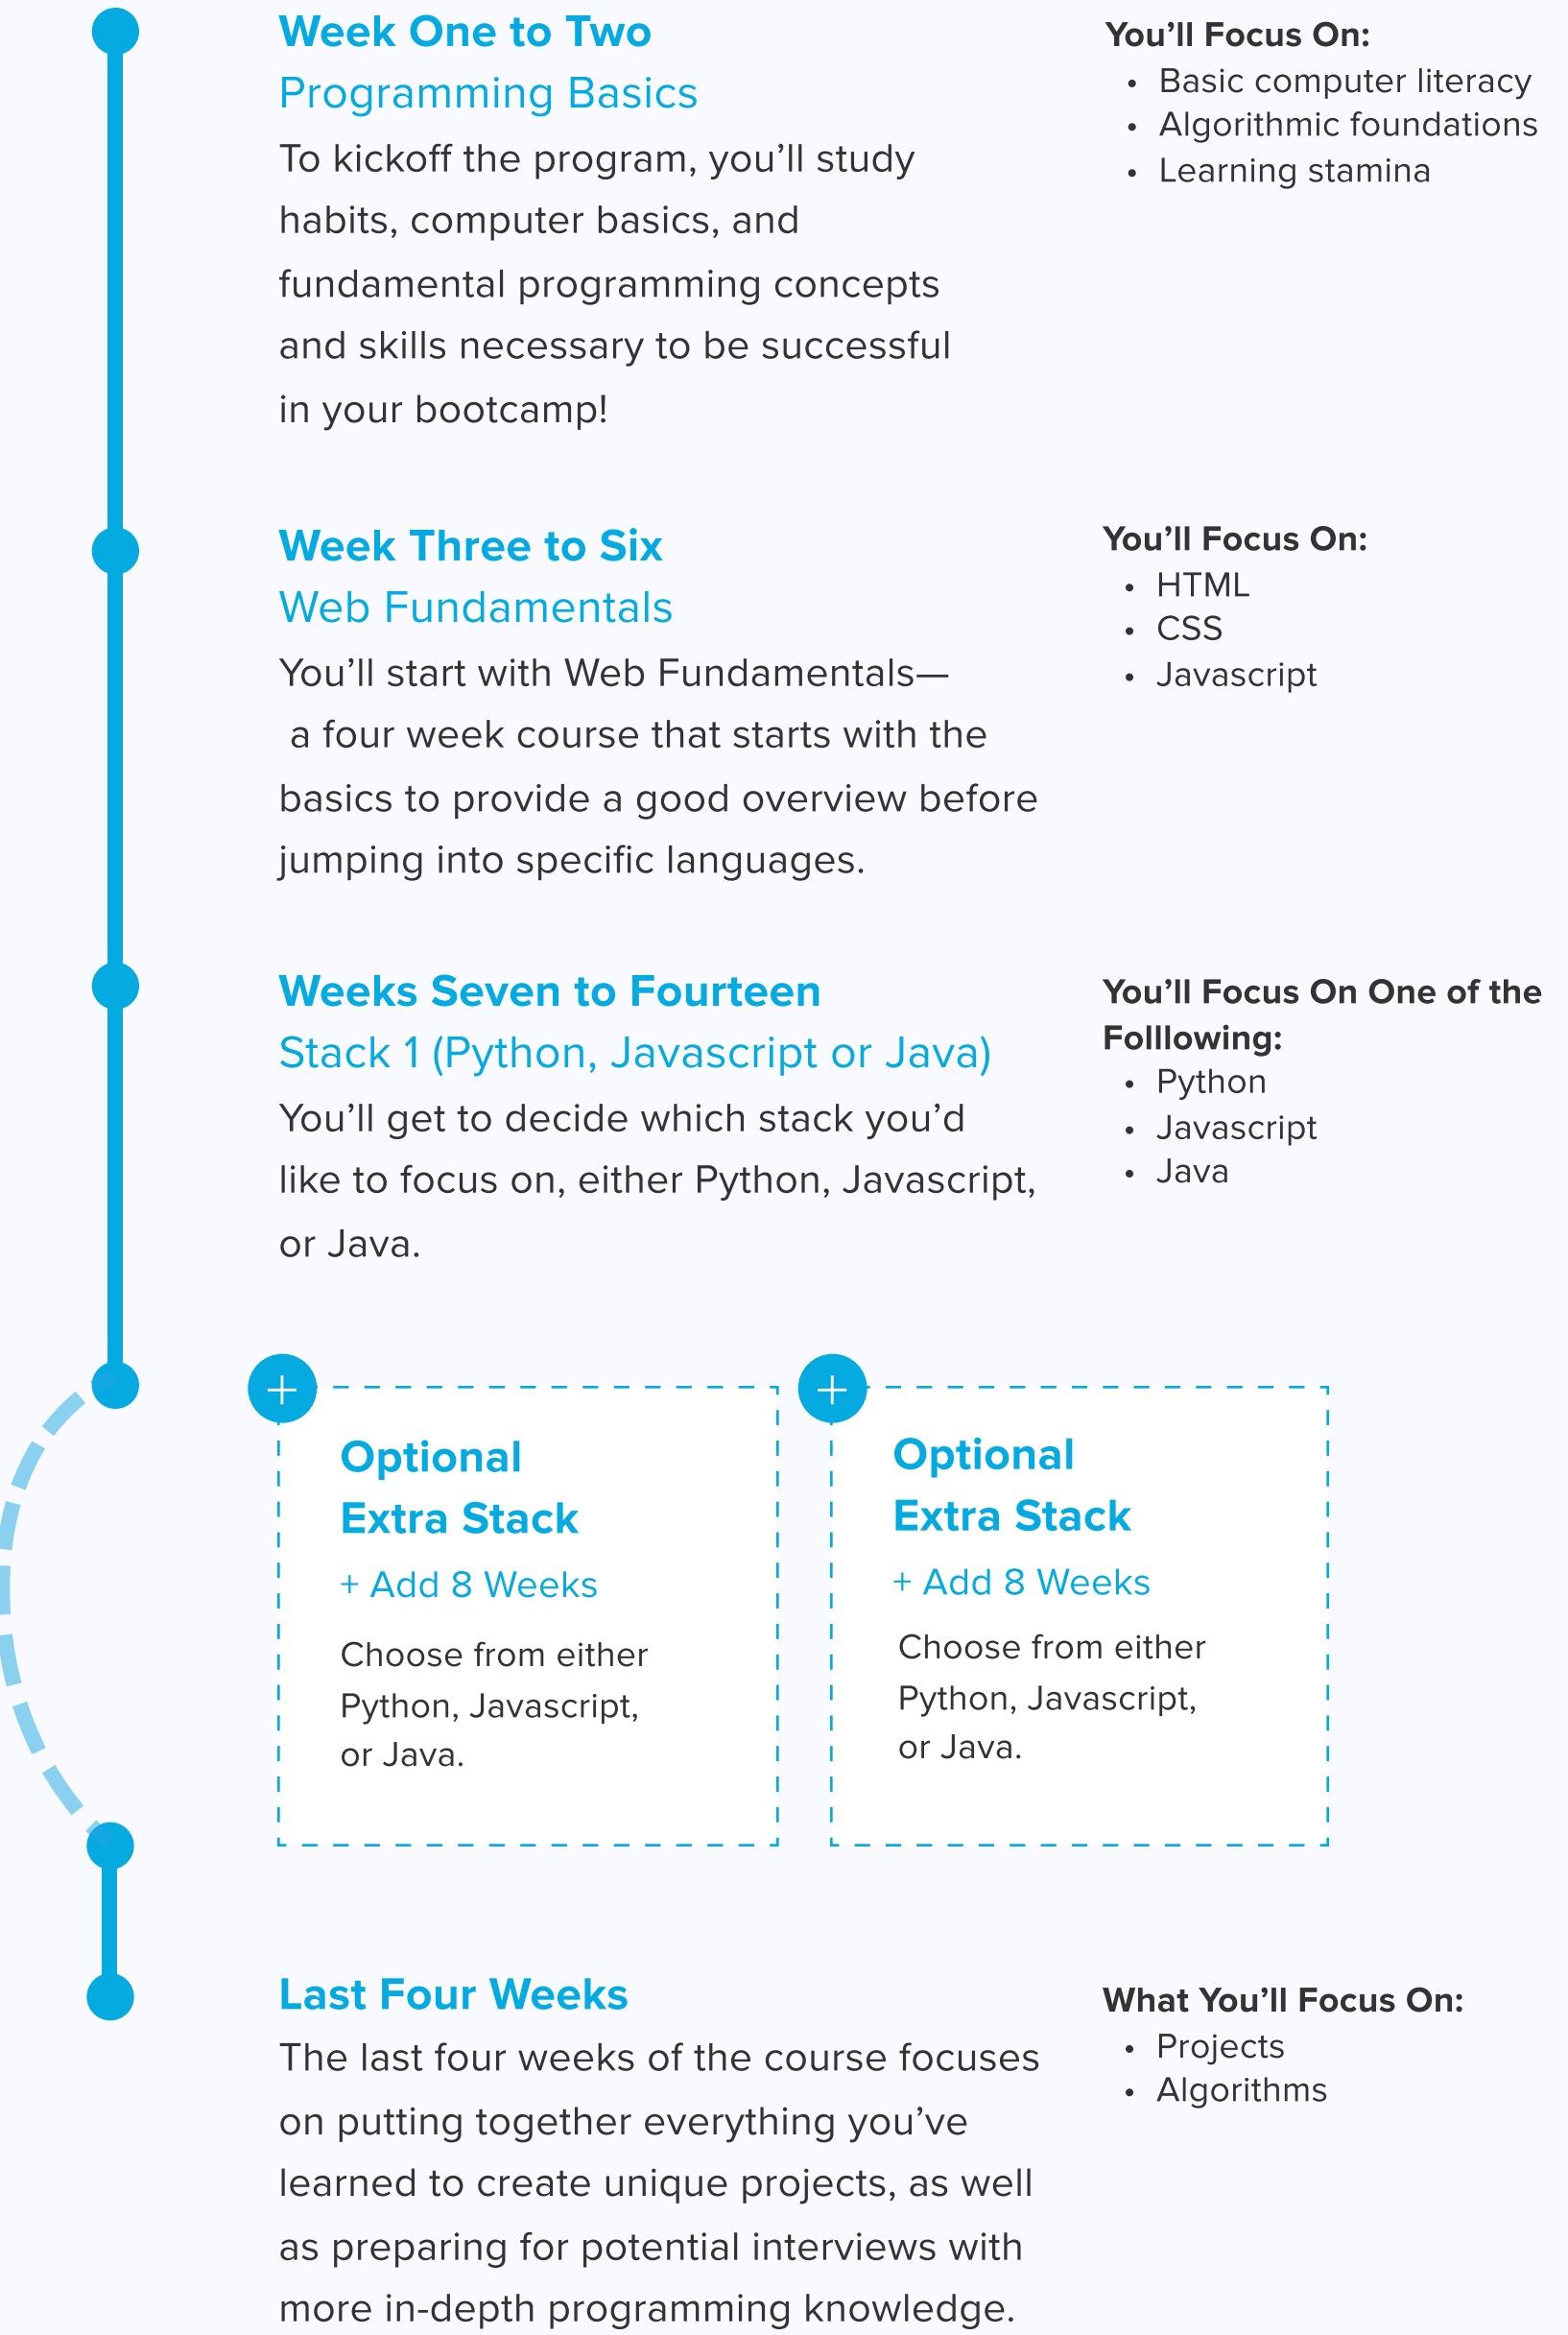 Week One to Two
Programming Basics
To kickoff the program, you’ll study
habits, computer basics, and
fundamental programming concepts
and skills necessary to be successful
in your bootcamp!
You’ll Focus On:
• Basic computer literacy
• Algorithmic foundations
• Learning stamina
Week Three to Six
Web Fundamentals
You’ll start with Web Fundamentals—
a four week course that starts with the
basics to provide a good overview before
jumping into specific languages.
You’ll Focus On:
• HTML
• CSS
• Javascript
Weeks Seven to Fourteen
Stack 1 (Python, Javascript or Java)
You’ll get to decide which stack you’d
like to focus on, either Python, Javascript,
or Java.
You’ll Focus On One of the
Folllowing:
• Python
• Javascript
• Java
+
Optional
Extra Stack
+ Add 8 Weeks
Choose from either
Python, Javascript,
or Java.
+
Optional
Extra Stack
+ Add 8 Weeks
Choose from either
Python, Javascript,
or Java.
Last Four Weeks
The last four weeks of the course focuses
on putting together everything you’ve
learned to create unique projects, as well
as preparing for potential interviews with
more in-depth programming knowledge.
What You’ll Focus On:
• Projects
• Algorithms